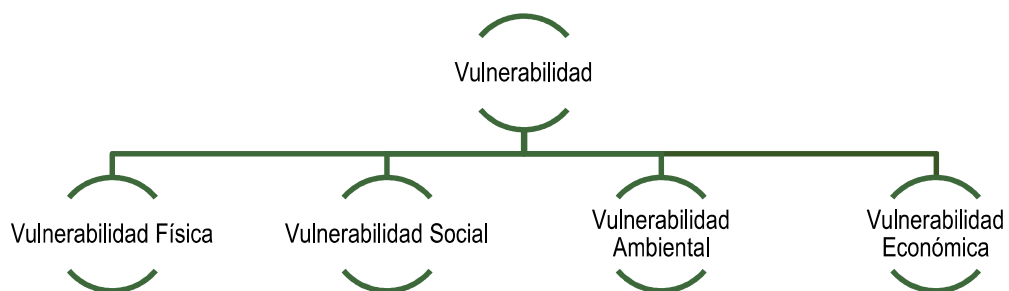 Vulnerabilidad
Vulnerabilidad Física
Vulnerabilidad Social
Vulnerabilidad
Ambiental
Vulnerabilidad
Económica